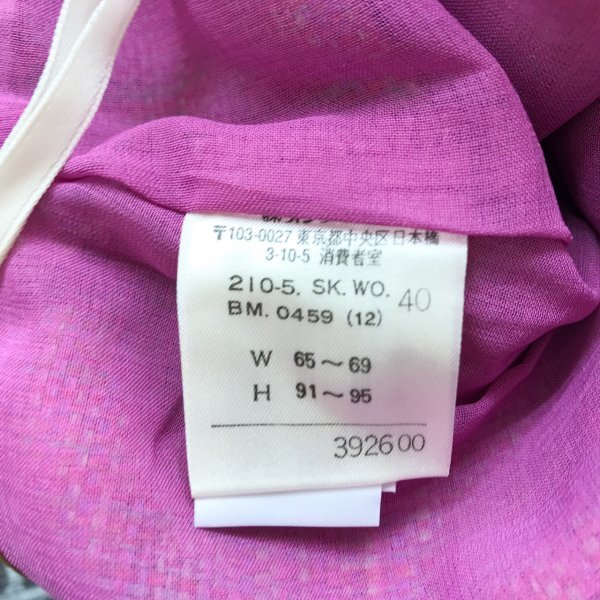 〒103-0027 東京都中央区日本橋
3-10-5 消費者室
210-5. SK. WO. 40
BM. 0459 (12)
W 65～69
H 91～95
392600